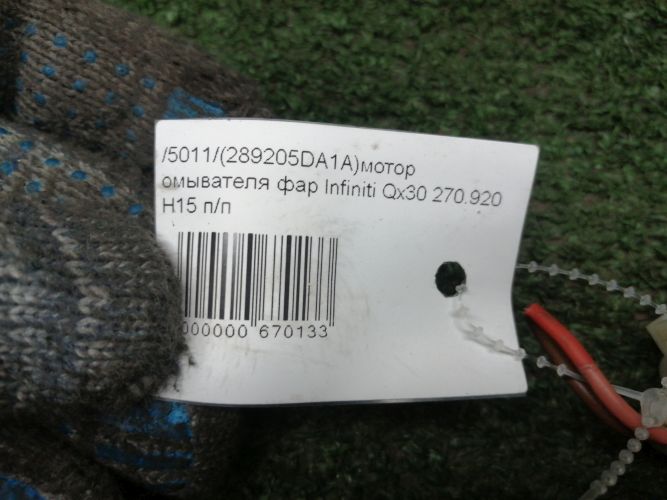 /5011/(289205DA1A)мотор
омывателя фар Infiniti Qx30 270.920
H15 п/п
000000 670133